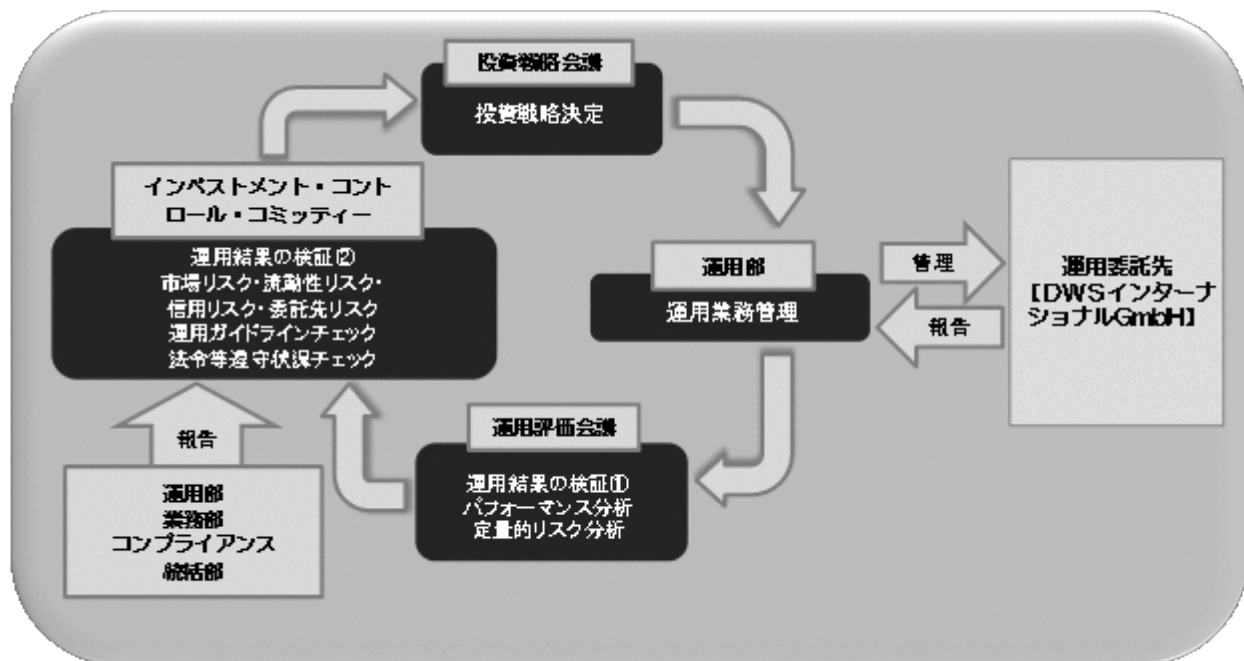 投資戦略会議
投資戦略決定
インベストメント・コント
ロール・コミッティー
運用結果の検証②
市場リスク・流動性リスク・
信用リスク・委託先リスク
運用ガイドラインチェック
法令等遵守状況チェック
運用部
運用業務管理
管理
報告
運用委託先
【DWSインターナ
ショナルGmbH】
運用評価会議
運用結果の検証①
パフォーマンス分析
定量的リスク分析
報告
運用部
業務部
コンプライアンス
統括部